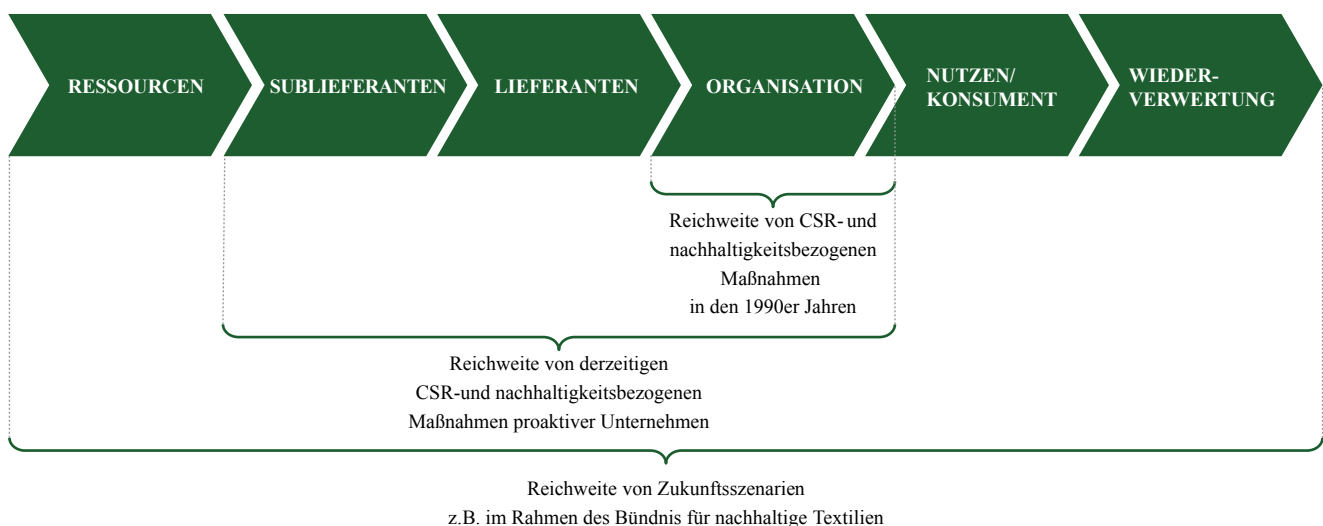 RESSOURCEN
SUBLIEFERANTEN
LIEFERANTEN
ORGANISATION
NUTZEN/
KONSUMENT
WIEDER-
VERWERTUNG
Reichweite von CSR- und
nachhaltigkeitsbezogenen
Maßnahmen
in den 1990er Jahren
Reichweite von derzeitigen
CSR-und nachhaltigkeitsbezogenen
Maßnahmen proaktiver Unternehmen
Reichweite von Zukunftsszenarien
z.B. im Rahmen des Bündnis für nachhaltige Textilien